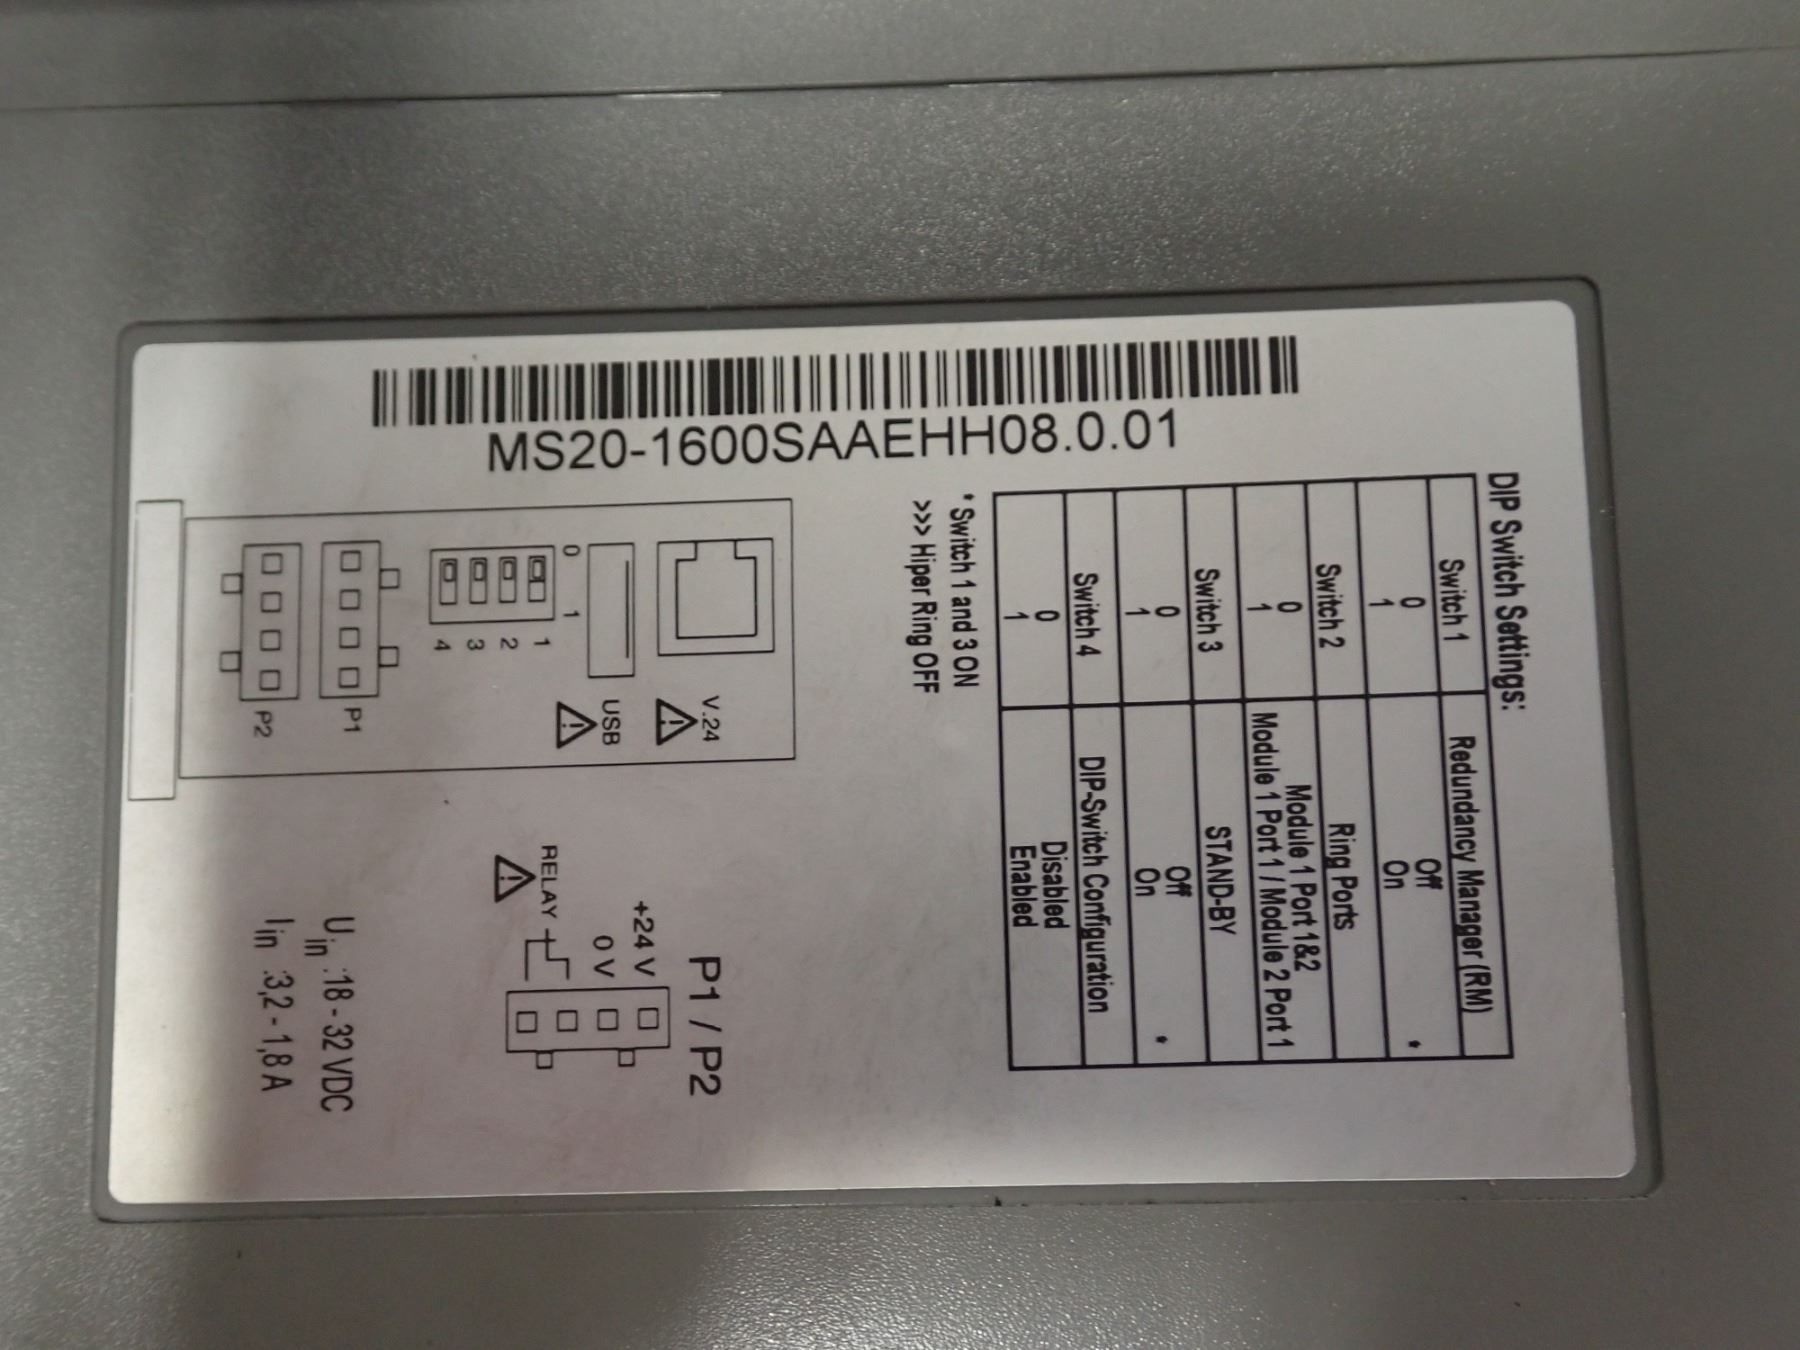 MS20-1600SAAEHH08.0.01
DIP Switch Settings:
Switch 1 Redundancy Manager (RM)
0 Off
1 On *
Switch 2 Ring Ports
0 Module 1 Port 1&2
1 Module 1 Port 1 / Module 2 Port 1
Switch 3 STAND-BY
0 Off
1 On *
Switch 4 DIP-Switch Configuration
0 Disabled
1 Enabled
* Switch 1 and 3 ON
>>> Hiper Ring OFF
V.24
USB
0 1
1
2
3
4
P1
P2
P1 / P2
+24 V
0 V
RELAY
Uin :18 - 32 VDC
Iin :3,2 - 1,8 A